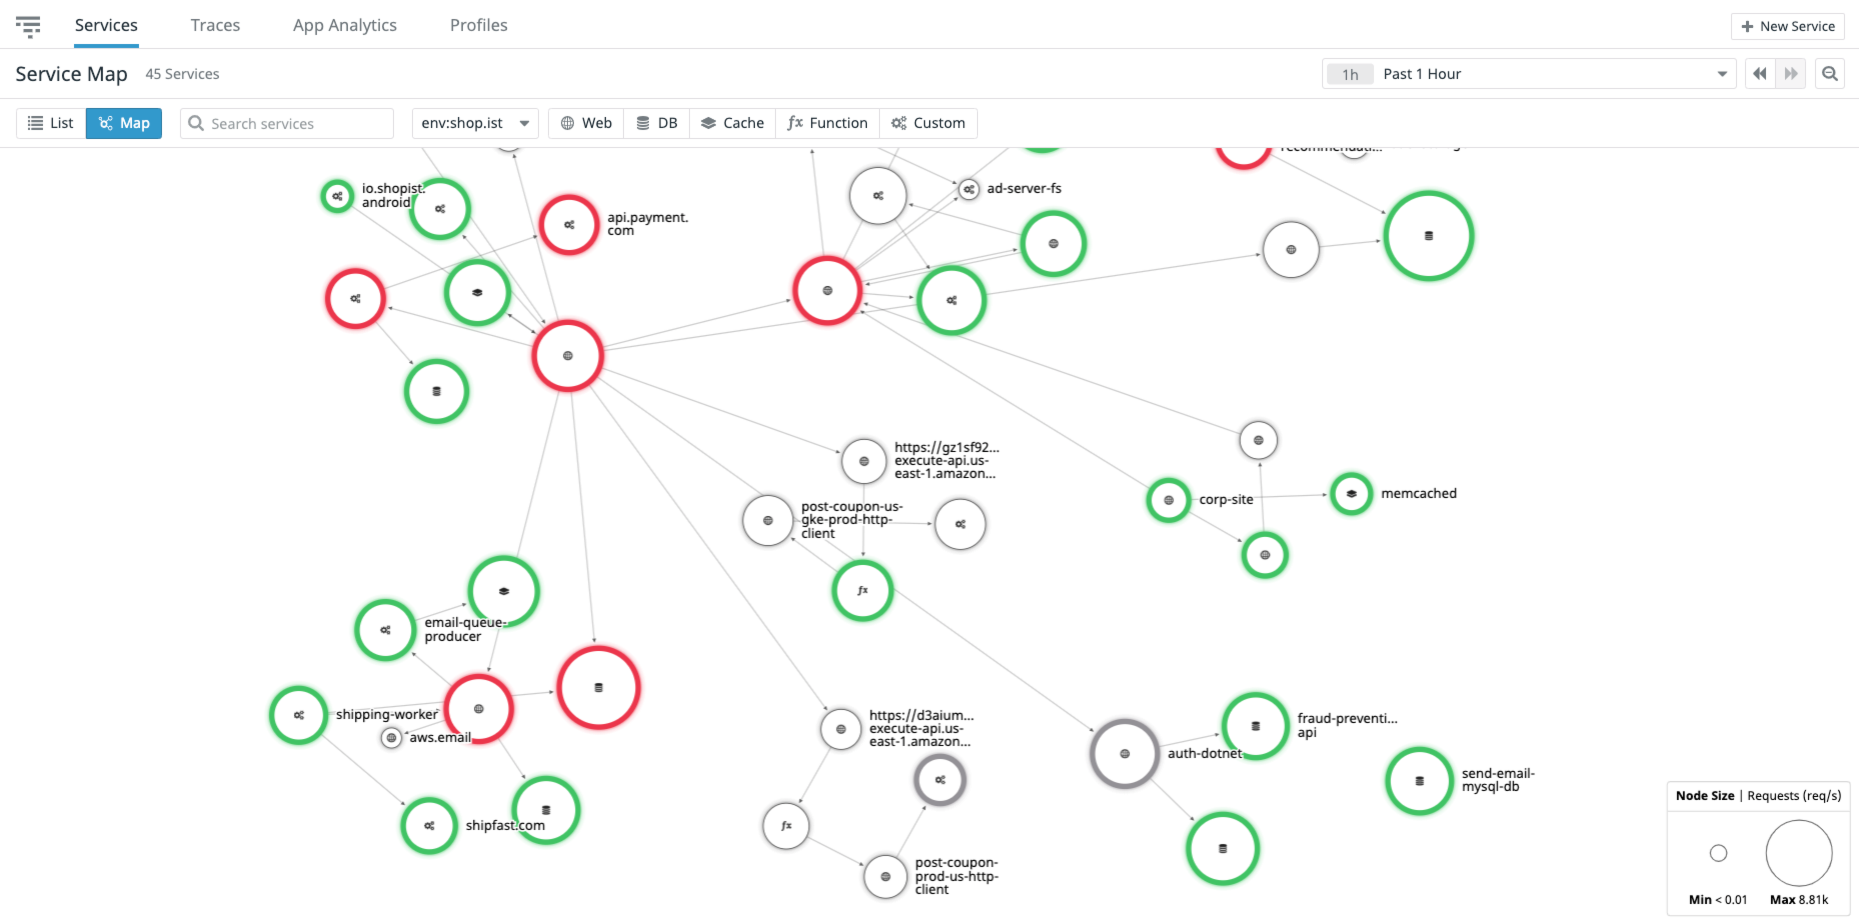 Services Traces App Analytics Profiles + New Service
Service Map 45 Services 1h Past 1 Hour
List Map Search services env:shop.ist Web DB Cache fx Function Custom
recommendati...
io.shopist.
android
ad-server-fs
api.payment.
com
https://gz1sf92...
execute-api.us-
east-1.amazon...
corp-site
memcached
post-coupon-us-
gke-prod-http-
client
fx
email-queue-
producer
shipping-worker
aws.email
https://d3aium...
execute-api.us-
east-1.amazon...
fraud-preventi...
api
auth-dotnet
send-email-
mysql-db
shipfast.com
fx
post-coupon-
prod-us-http-
client
Node Size | Requests (req/s)
Min < 0.01 Max 8.81k